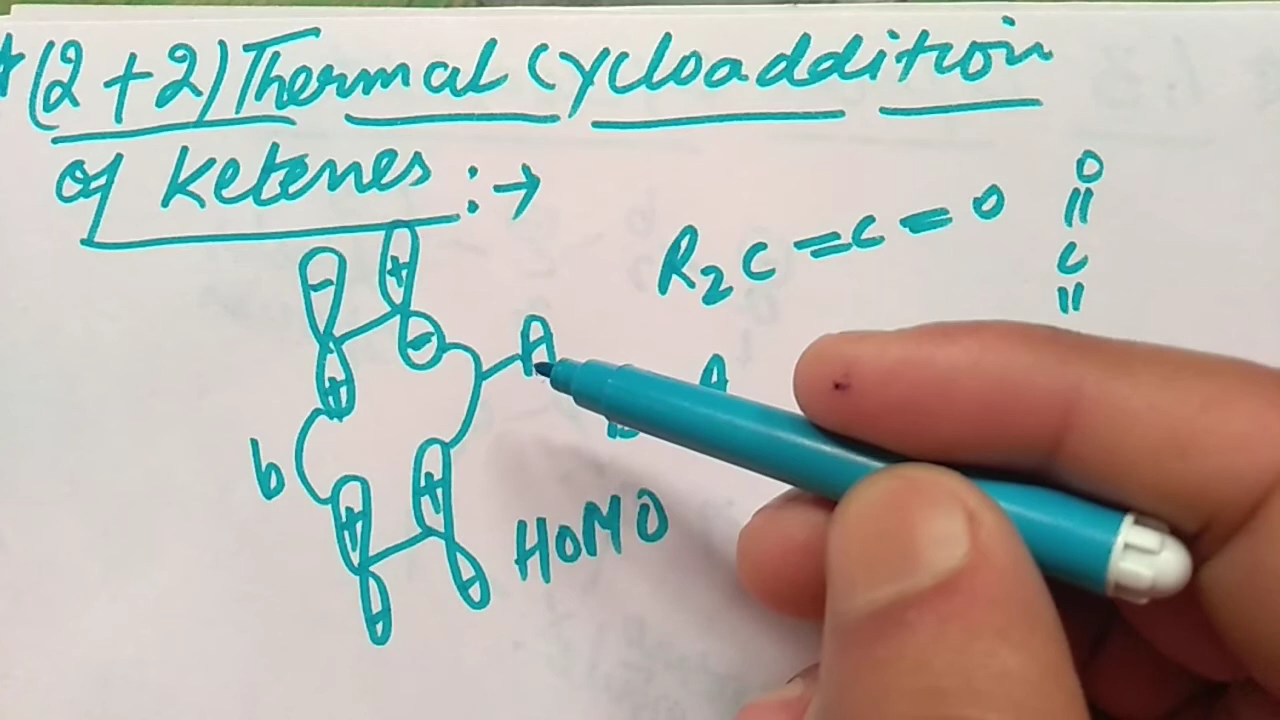 *(2+2) Thermal Cycloaddition
of ketenes :→
R₂C=C=O
O
||
C
||
- +
- A
+
b + +
HOMO
- -
A